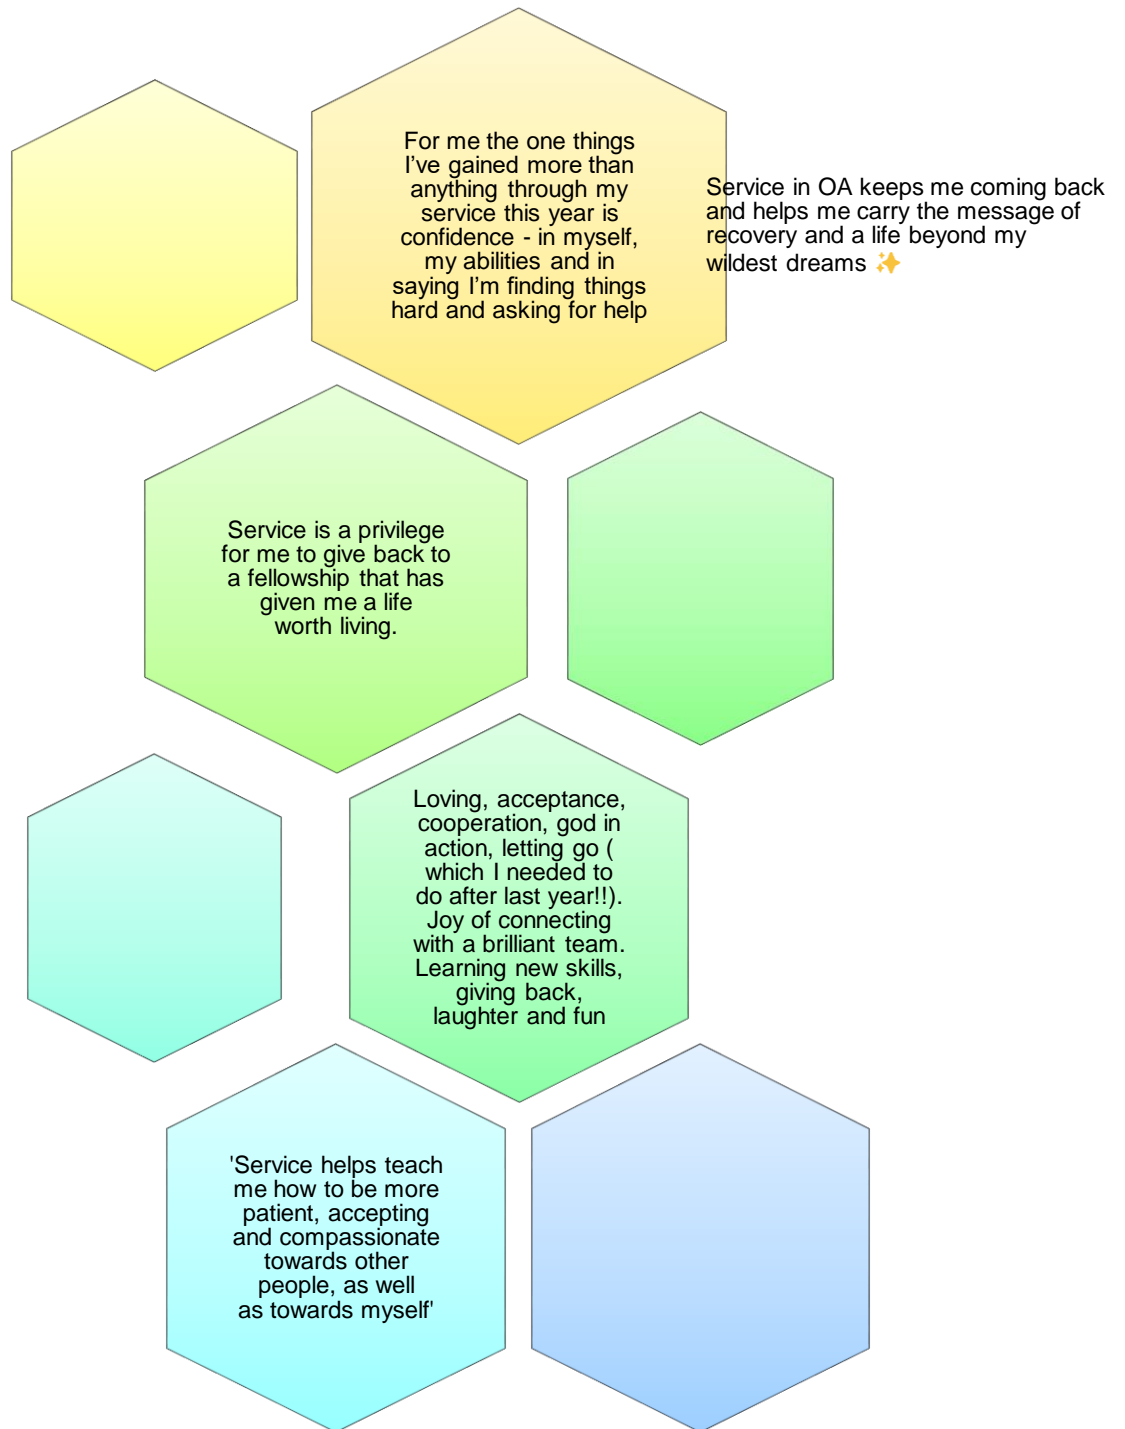 For me the one things
I’ve gained more than
anything through my
service this year is
confidence - in myself,
my abilities and in
saying I’m finding things
hard and asking for help
Service in OA keeps me coming back
and helps me carry the message of
recovery and a life beyond my
wildest dreams ✨
Service is a privilege
for me to give back to
a fellowship that has
given me a life
worth living.
Loving, acceptance,
cooperation, god in
action, letting go (
which I needed to
do after last year!!).
Joy of connecting
with a brilliant team.
Learning new skills,
giving back,
laughter and fun
'Service helps teach
me how to be more
patient, accepting
and compassionate
towards other
people, as well
as towards myself'